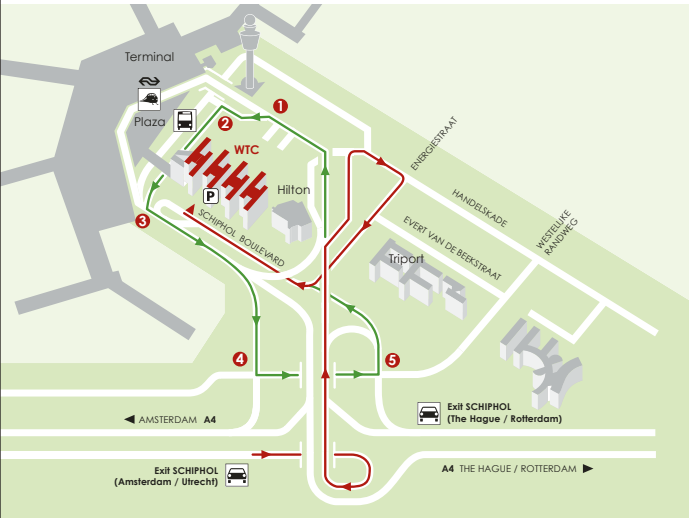 Terminal
Plaza
1
2
WTC
P
Hilton
3
SCHIPHOL BOULEVARD
ENERGIESTRAAT
HANDELSKADE
WESTELIJKE
RANDWEG
EVERT VAN DE BEEKSTRAAT
Triport
4
5
AMSTERDAM A4
Exit SCHIPHOL
(The Hague / Rotterdam)
Exit SCHIPHOL
(Amsterdam / Utrecht)
A4 THE HAGUE / ROTTERDAM